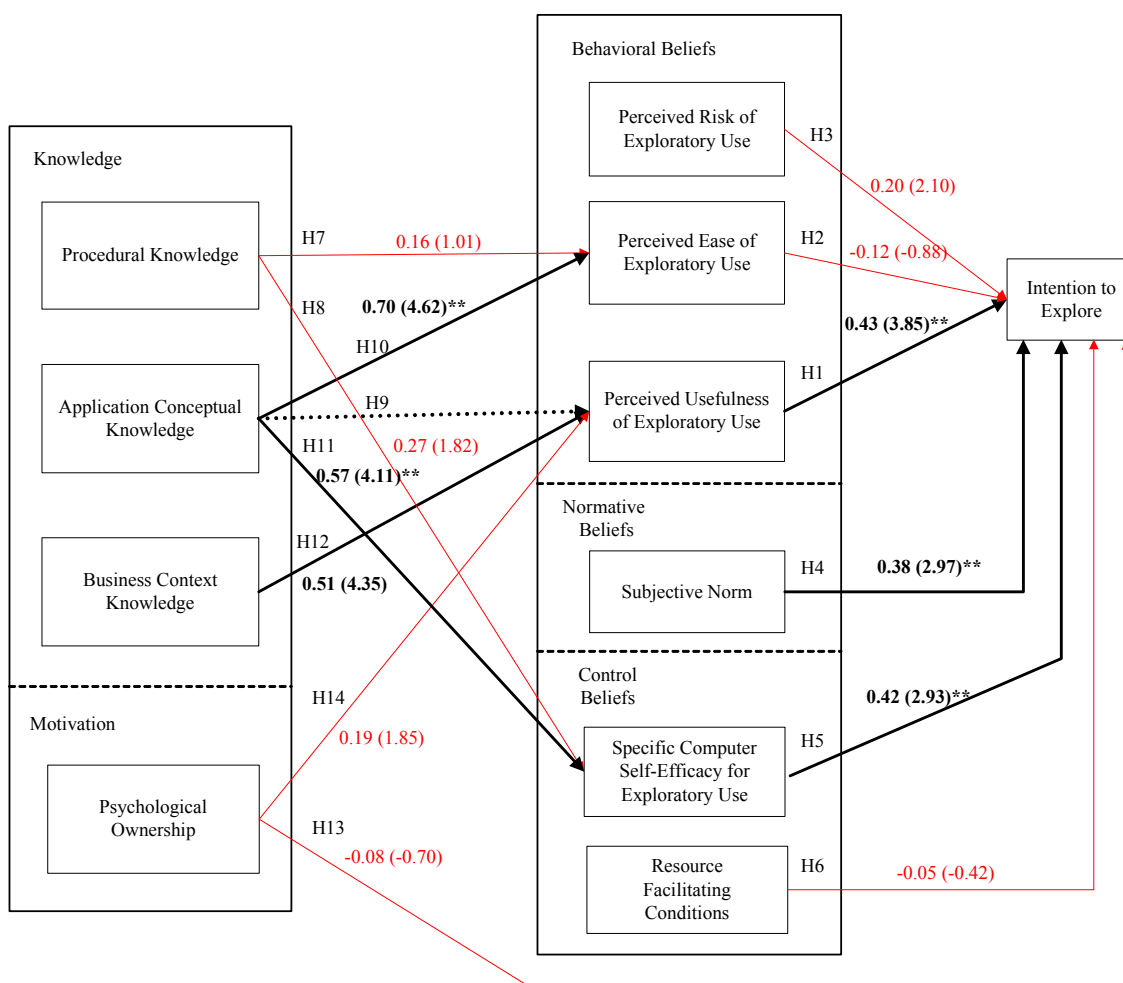 Knowledge
Procedural Knowledge
Application Conceptual
Knowledge
Business Context
Knowledge
Motivation
Psychological
Ownership
H7
0.16 (1.01)
H8
0.70 (4.62)**
H10
H9
H11
0.27 (1.82)
0.57 (4.11)**
H12
0.51 (4.35)
H14
0.19 (1.85)
H13
-0.08 (-0.70)
Behavioral Beliefs
Perceived Risk of
Exploratory Use
Perceived Ease of
Exploratory Use
Perceived Usefulness
of Exploratory Use
Normative
Beliefs
Subjective Norm
Control
Beliefs
Specific Computer
Self-Efficacy for
Exploratory Use
Resource
Facilitating
Conditions
H3
0.20 (2.10)
H2
-0.12 (-0.88)
0.43 (3.85)**
H1
H4
0.38 (2.97)**
0.42 (2.93)**
H5
H6
-0.05 (-0.42)
Intention to
Explore